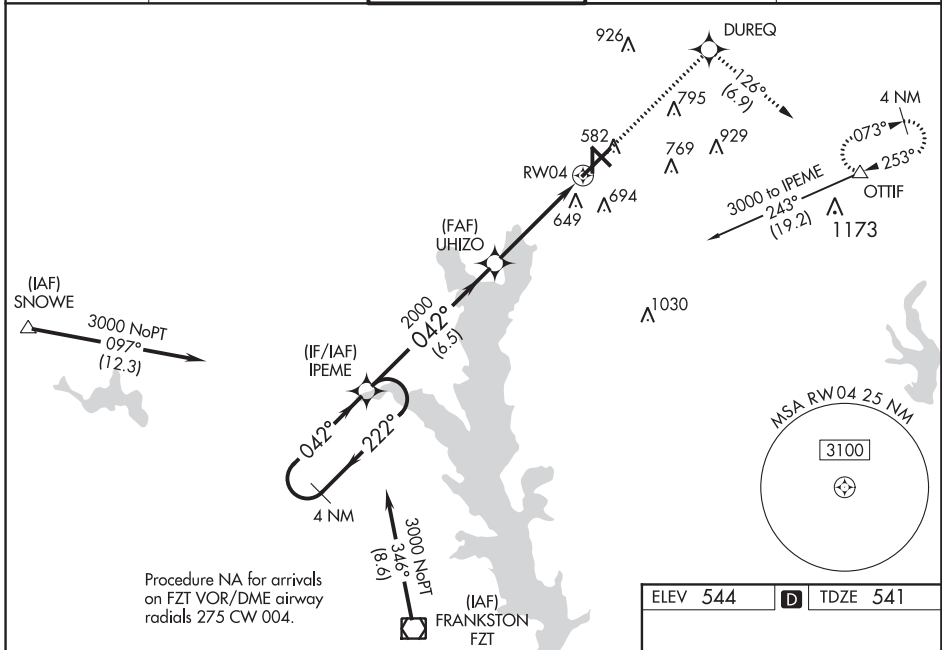 926
DUREQ
126°
(6.9)
795
4 NM
073°
253°
582
769
929
RW04
OTTIF
3000 to IPEME
243°
(19.2)
649
694
1173
(FAF)
UHIZO
(IAF)
SNOWE
3000 NoPT
097°
(12.3)
2000
042°
(6.5)
1030
(IF/IAF)
IPEME
042°
222°
4 NM
MSA RW04 25 NM
3100
3000 NoPT
346°
(8.6)
Procedure NA for arrivals
on FZT VOR/DME airway
radials 275 CW 004.
(IAF)
FRANKSTON
FZT
ELEV 544 D TDZE 541